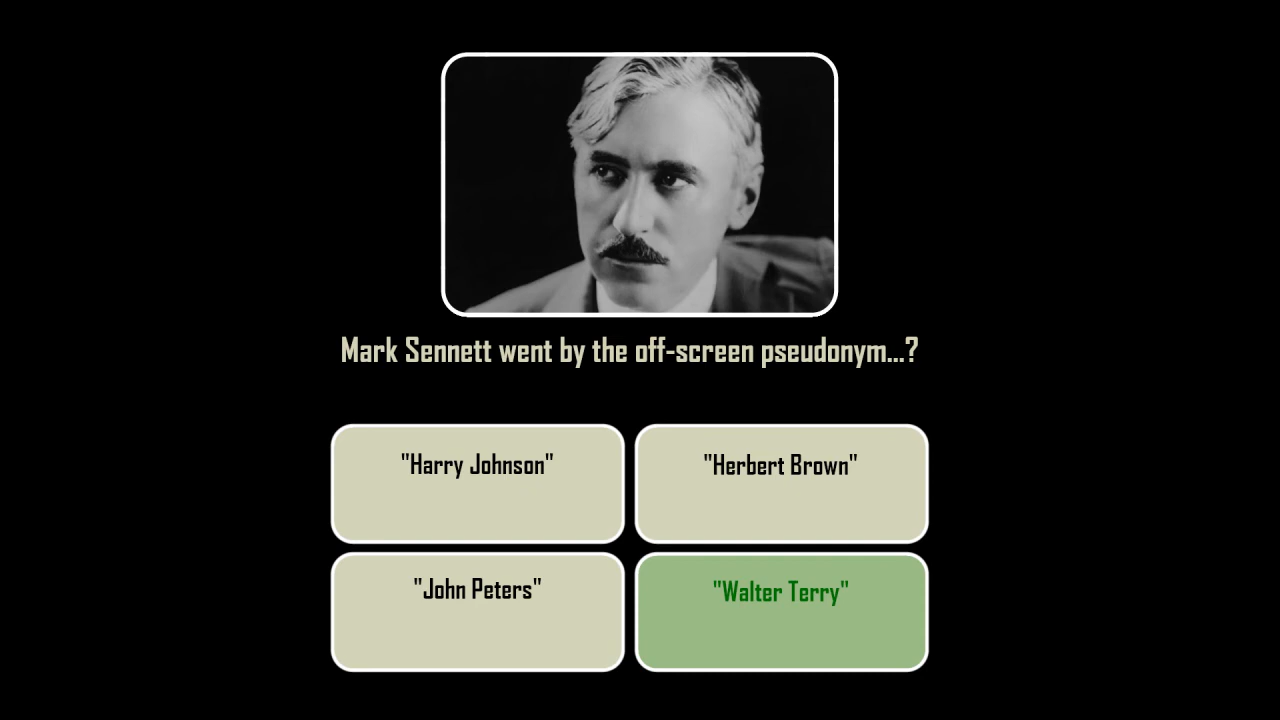 Mark Sennett went by the off-screen pseudonym...?
"Harry Johnson"
"Herbert Brown"
"John Peters"
"Walter Terry"